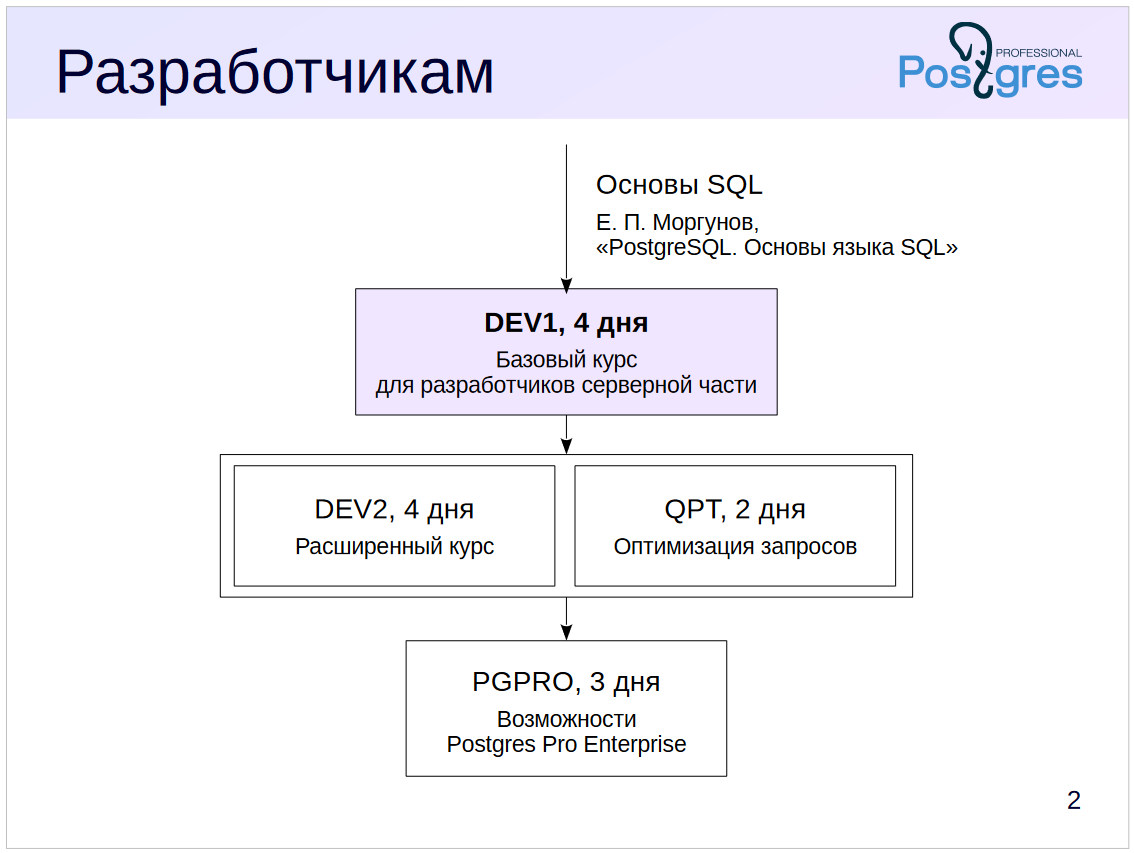 Разработчикам
PROFESSIONAL
Postgres
Основы SQL
Е. П. Моргунов,
«PostgreSQL. Основы языка SQL»
DEV1, 4 дня
Базовый курс
для разработчиков серверной части
DEV2, 4 дня
Расширенный курс
QPT, 2 дня
Оптимизация запросов
PGPRO, 3 дня
Возможности
Postgres Pro Enterprise
2